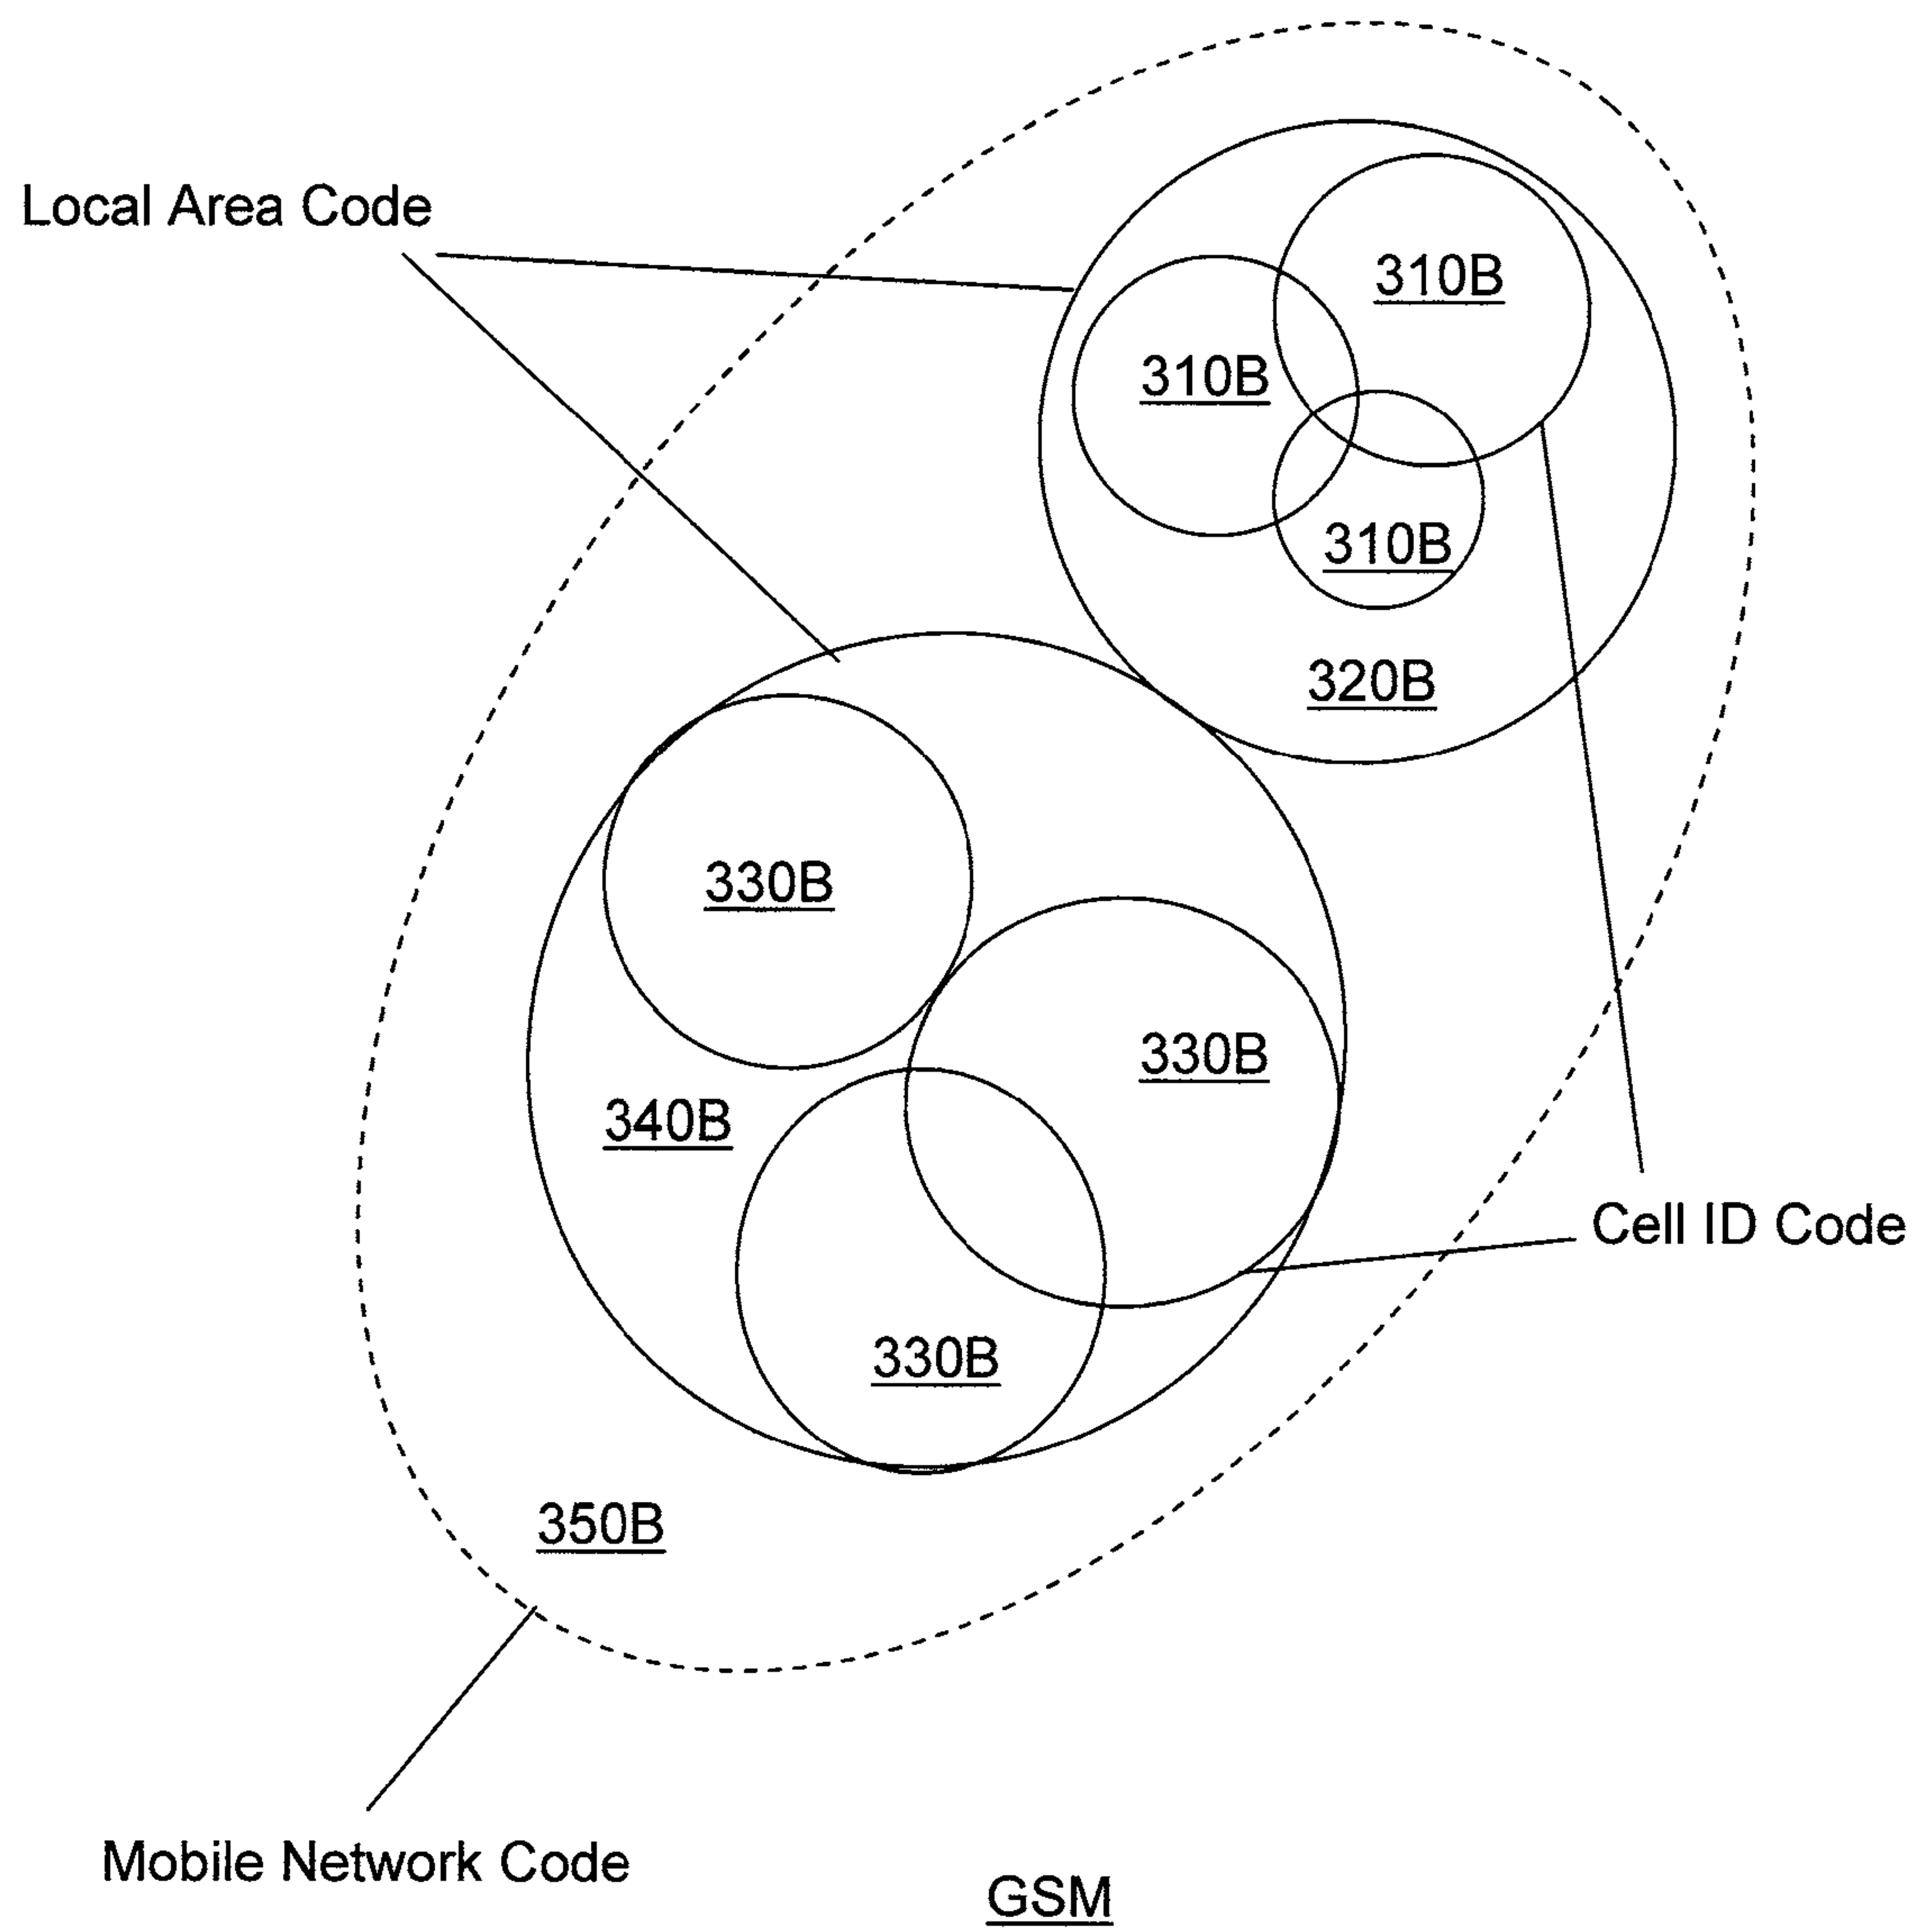 Local Area Code
310B
310B
310B
320B
330B
330B
340B
Cell ID Code
330B
350B
Mobile Network Code
GSM